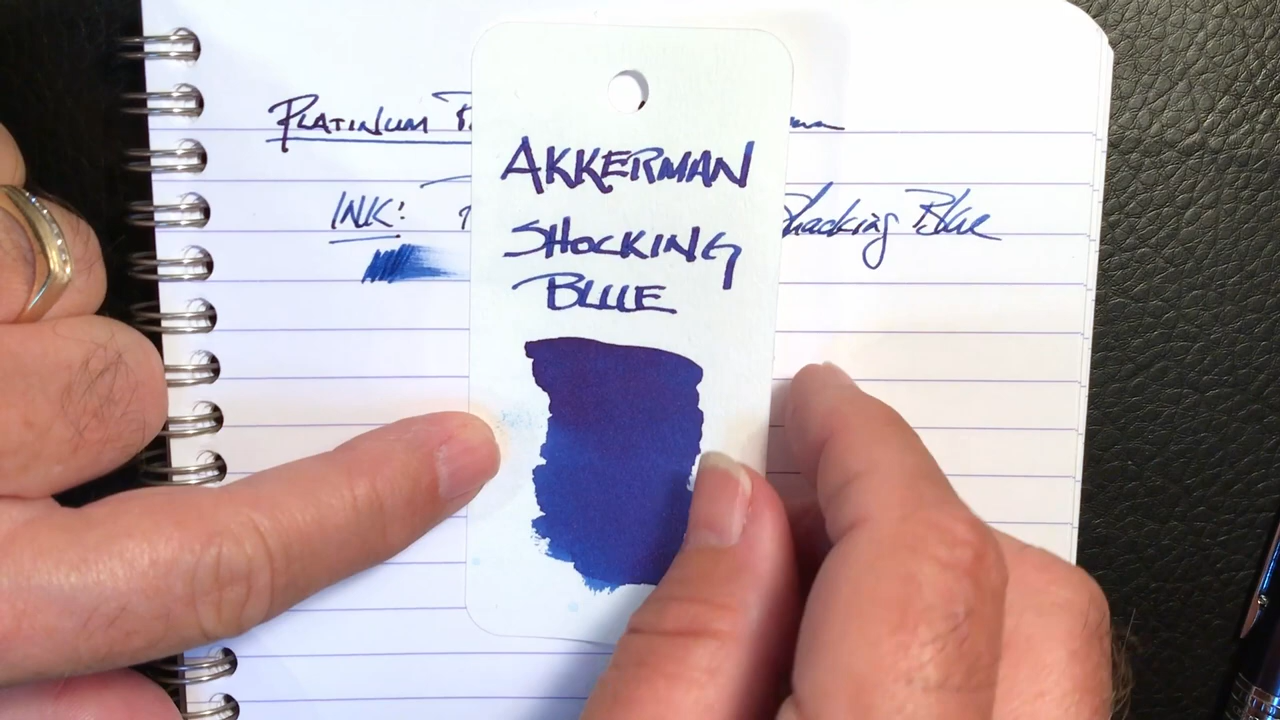 PLATINUM
AKKERMAN
SHOCKING
BLUE
INK: Shocking Blue